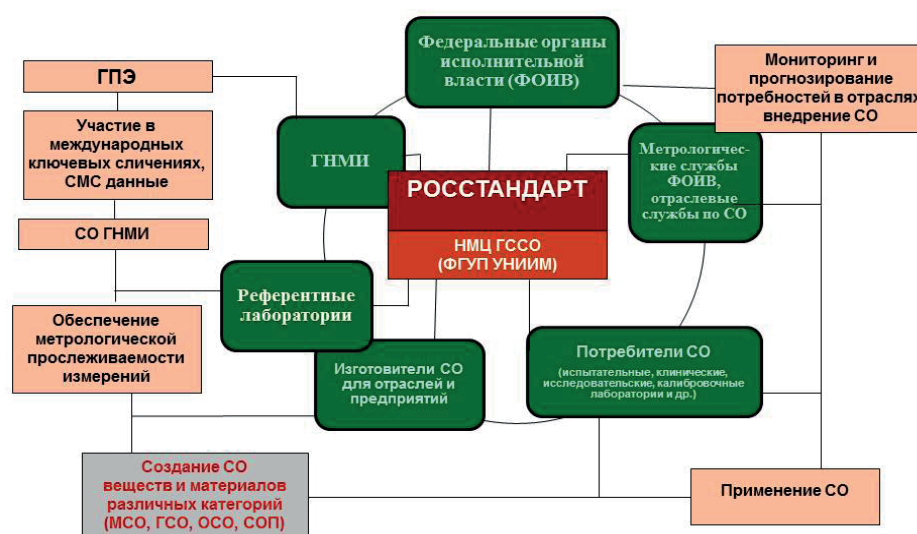 Федеральные органы
исполнительной
власти (ФОИВ)
ГПЭ
Мониторинг и
прогнозирование
потребностей в отраслях
внедрение СО
Участие в
международных
ключевых сличениях,
СМС данные
ГНМИ
Метрологичес-
кие службы
ФОИВ,
отраслевые
службы по СО
РОССТАНДАРТ
НМЦ ГССО
(ФГУП УНИИМ)
СО ГНМИ
Референтные
лаборатории
Обеспечение
метрологической
прослеживаемости
измерений
Изготовители СО
для отраслей и
предприятий
Потребители СО
(испытательные, клинические,
исследовательские, калибровочные
лаборатории и др.)
Создание СО
веществ и материалов
различных категорий
(МСО, ГСО, ОСО, СОП)
Применение СО